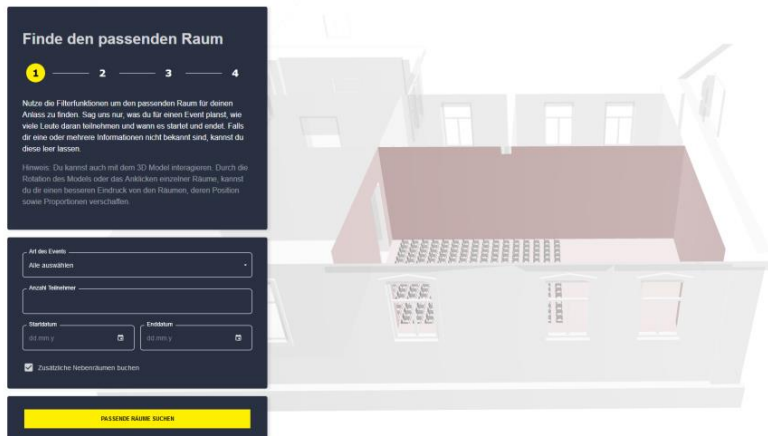 Finde den passenden Raum
1 2 3 4
Nutze die Filterfunktionen um den passenden Raum für deinen
Anlass zu finden. Sag uns nur, was du für einen Event planst, wie
viele Leute daran teilnehmen und wann es startet und endet. Falls
dir eine oder mehrere Informationen nicht bekannt sind, kannst du
diese leer lassen.
Hinweis: Du kannst auch mit dem 3D Model interagieren. Durch die
Rotation des Models oder das Anklicken einzelner Räume, kannst
du dir einen besseren Eindruck von den Räumen, deren Position
sowie Proportionen verschaffen.
Art des Events
Alle auswählen
Anzahl Teilnehmer
Startdatum Enddatum
dd.mm.y dd.mm.y
Zusätzliche Nebenräumen buchen
PASSENDE RÄUME SUCHEN